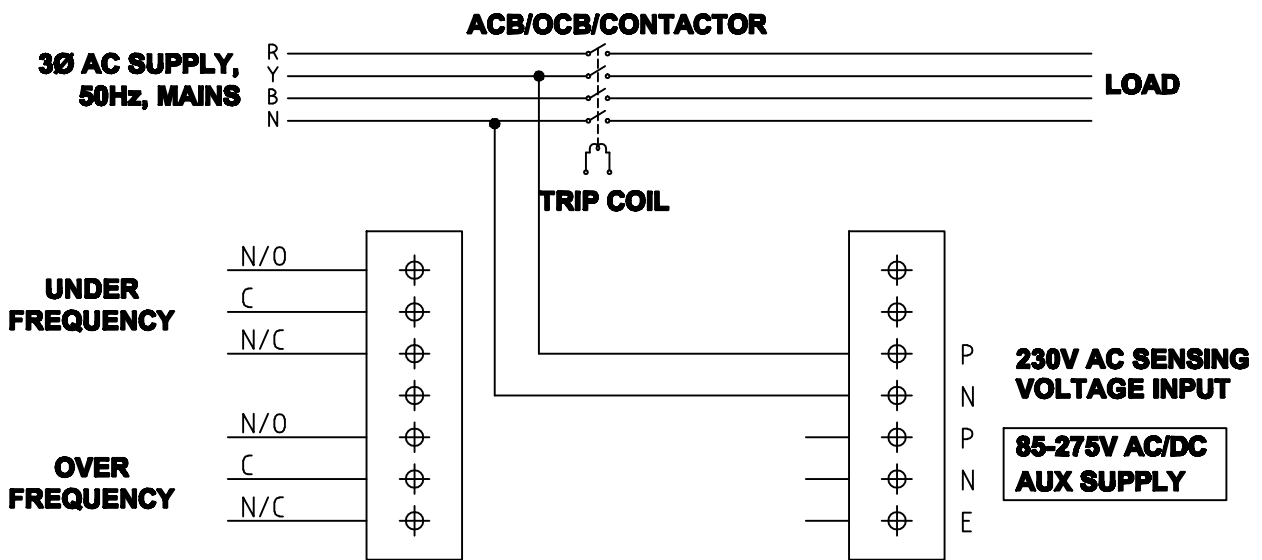 ACB/OCB/CONTACTOR
3Ø AC SUPPLY,
50Hz, MAINS
R
Y
B
N
LOAD
TRIP COIL
UNDER
FREQUENCY
N/O
C
N/C
OVER
FREQUENCY
N/O
C
N/C
P
N
230V AC SENSING
VOLTAGE INPUT
P
N
E
85-275V AC/DC
AUX SUPPLY